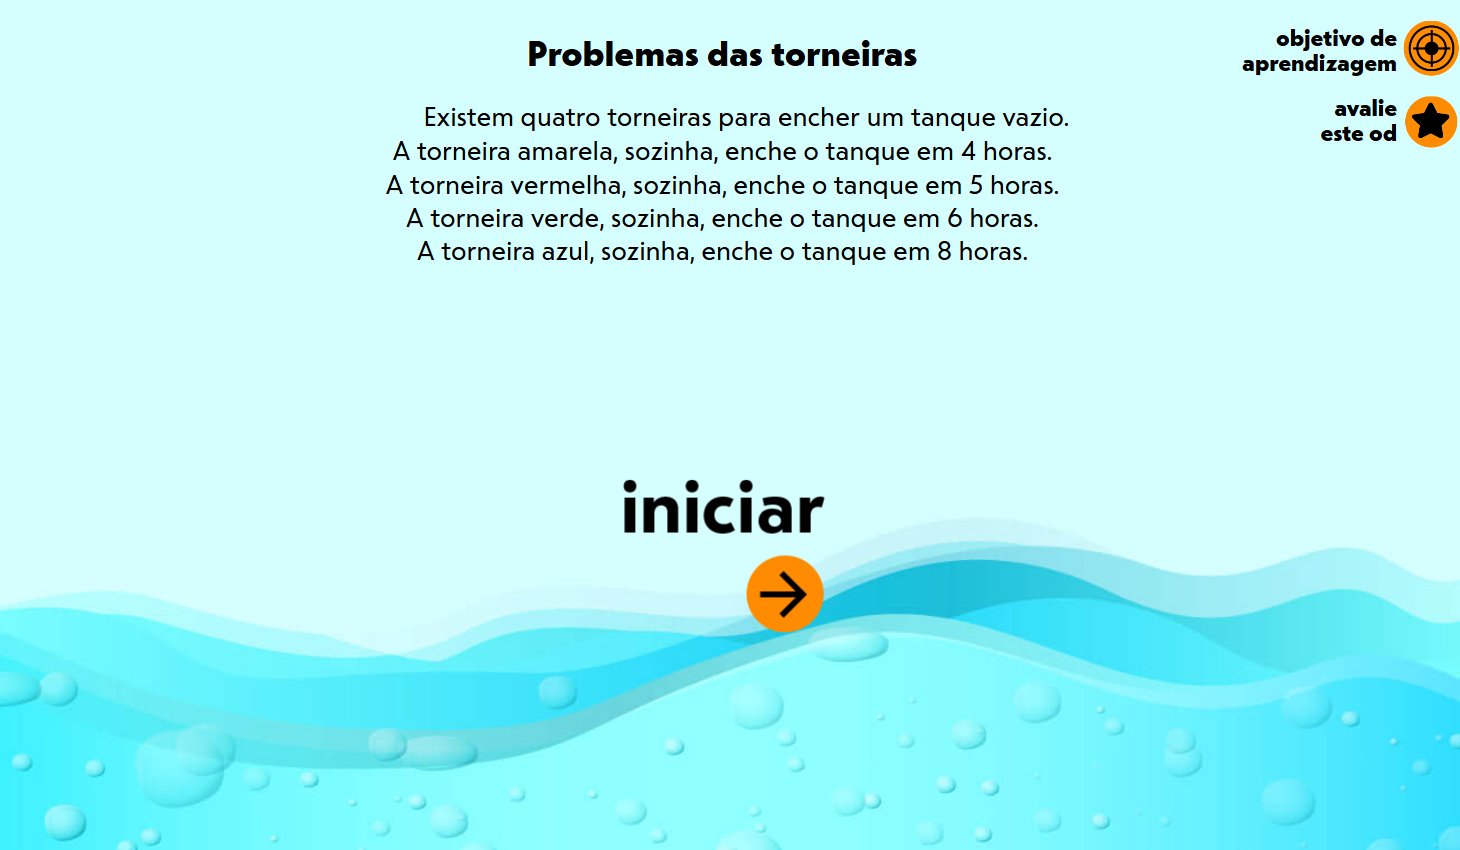 Problemas das torneiras
objetivo de
aprendizagem
avalie
este od
Existem quatro torneiras para encher um tanque vazio.
A torneira amarela, sozinha, enche o tanque em 4 horas.
A torneira vermelha, sozinha, enche o tanque em 5 horas.
A torneira verde, sozinha, enche o tanque em 6 horas.
A torneira azul, sozinha, enche o tanque em 8 horas.
iniciar